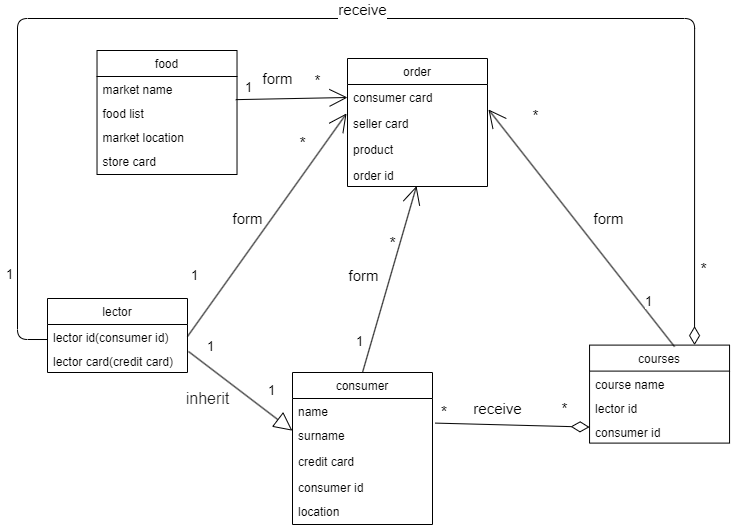 receive
food
market name
food list
market location
store card
1
form
*
order
consumer card
seller card
product
order id
*
form
1
*
form
1
*
form
1
1
*
lector
lector id(consumer id)
lector card(credit card)
1
inherit
1
consumer
name
surname
credit card
consumer id
location
*
receive
*
courses
course name
lector id
consumer id